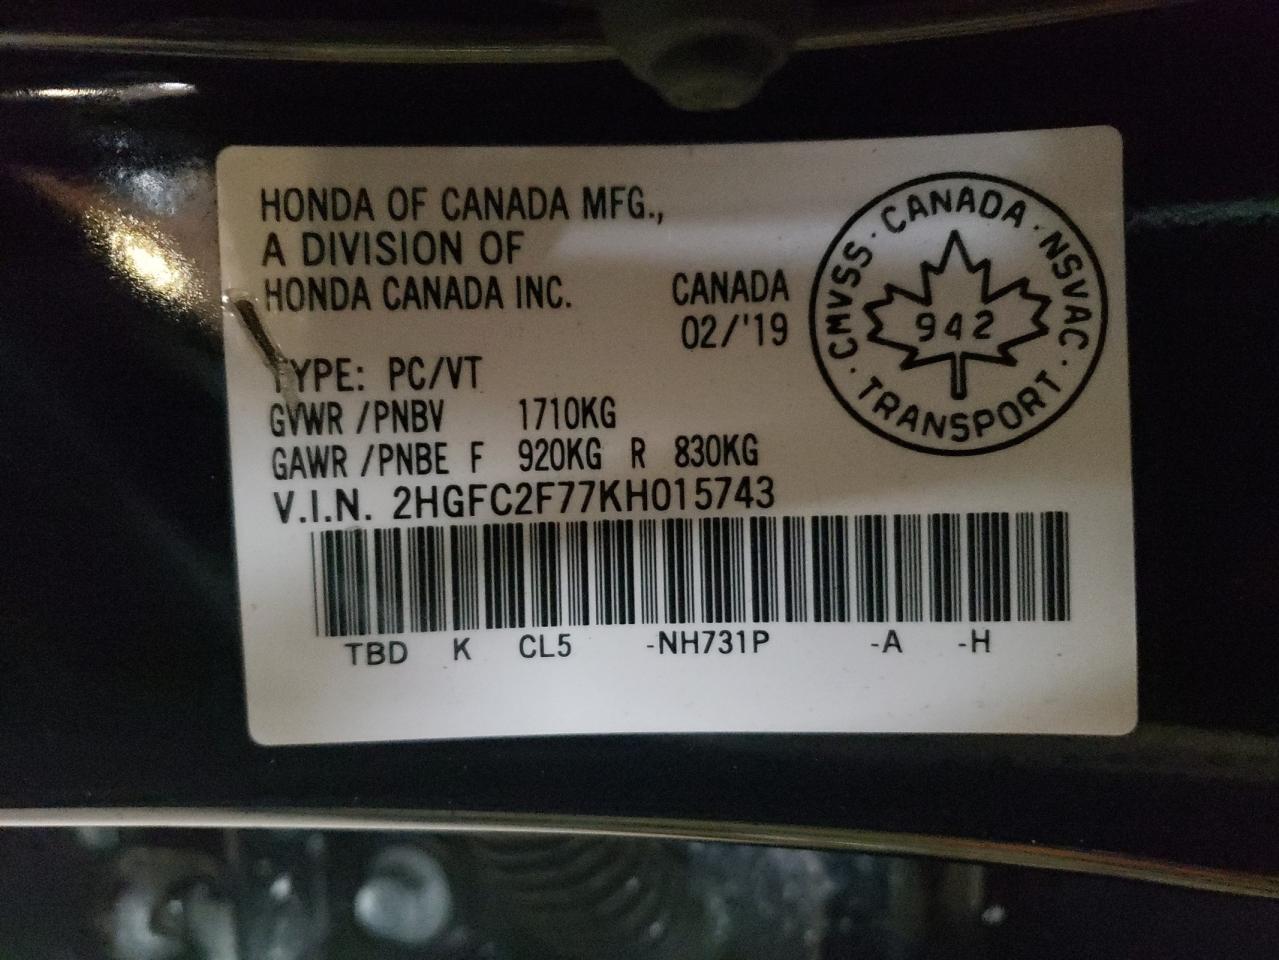 HONDA OF CANADA MFG.,
A DIVISION OF
HONDA CANADA INC.
CANADA
02/'19
CMVSS · CANADA · NSVAC · TRANSPORT ·
942
TYPE: PC/VT
GVWR /PNBV 1710KG
GAWR /PNBE F 920KG R 830KG
V.I.N. 2HGFC2F77KH015743
TBD K CL5 -NH731P -A -H